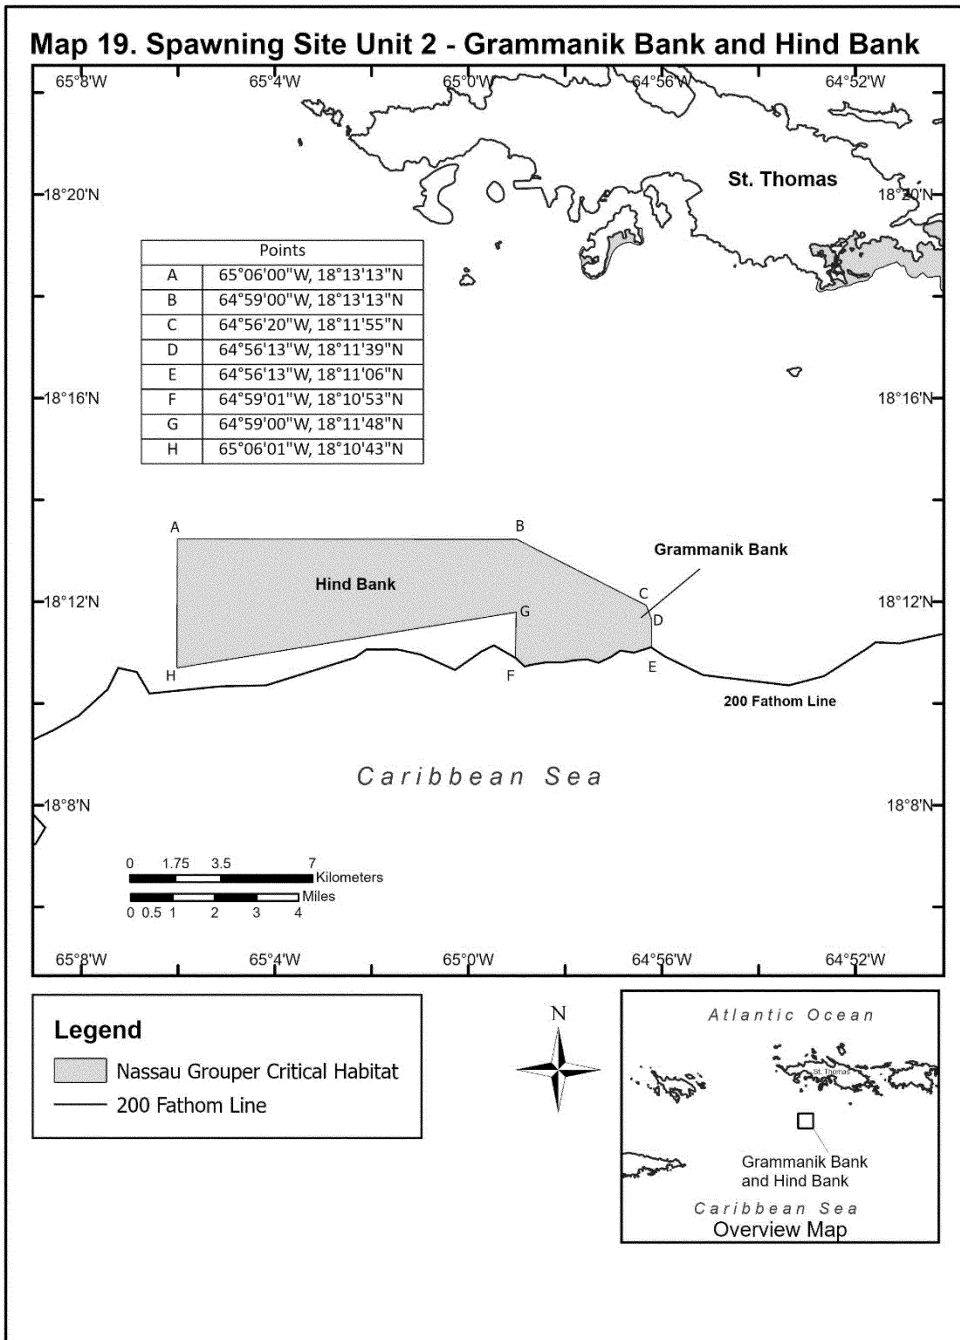 Map 19. Spawning Site Unit 2 - Grammanik Bank and Hind Bank
65°8'W 65°4'W 65°0'W 64°56'W 64°52'W
St. Thomas
18°20'N 18°20'N
Points
A 65°06'00"W, 18°13'13"N
B 64°59'00"W, 18°13'13"N
C 64°56'20"W, 18°11'55"N
D 64°56'13"W, 18°11'39"N
E 64°56'13"W, 18°11'06"N
F 64°59'01"W, 18°10'53"N
G 64°59'00"W, 18°11'48"N
H 65°06'01"W, 18°10'43"N
18°16'N 18°16'N
A B
Grammanik Bank
Hind Bank
C
18°12'N 18°12'N
G D
H F E
200 Fathom Line
Caribbean Sea
18°8'N 18°8'N
0 1.75 3.5 7
Kilometers
Miles
0 0.5 1 2 3 4
65°8'W 65°4'W 65°0'W 64°56'W 64°52'W
Legend
Nassau Grouper Critical Habitat
200 Fathom Line
N
Atlantic Ocean
St. Thomas
Grammanik Bank
and Hind Bank
Caribbean Sea
Overview Map